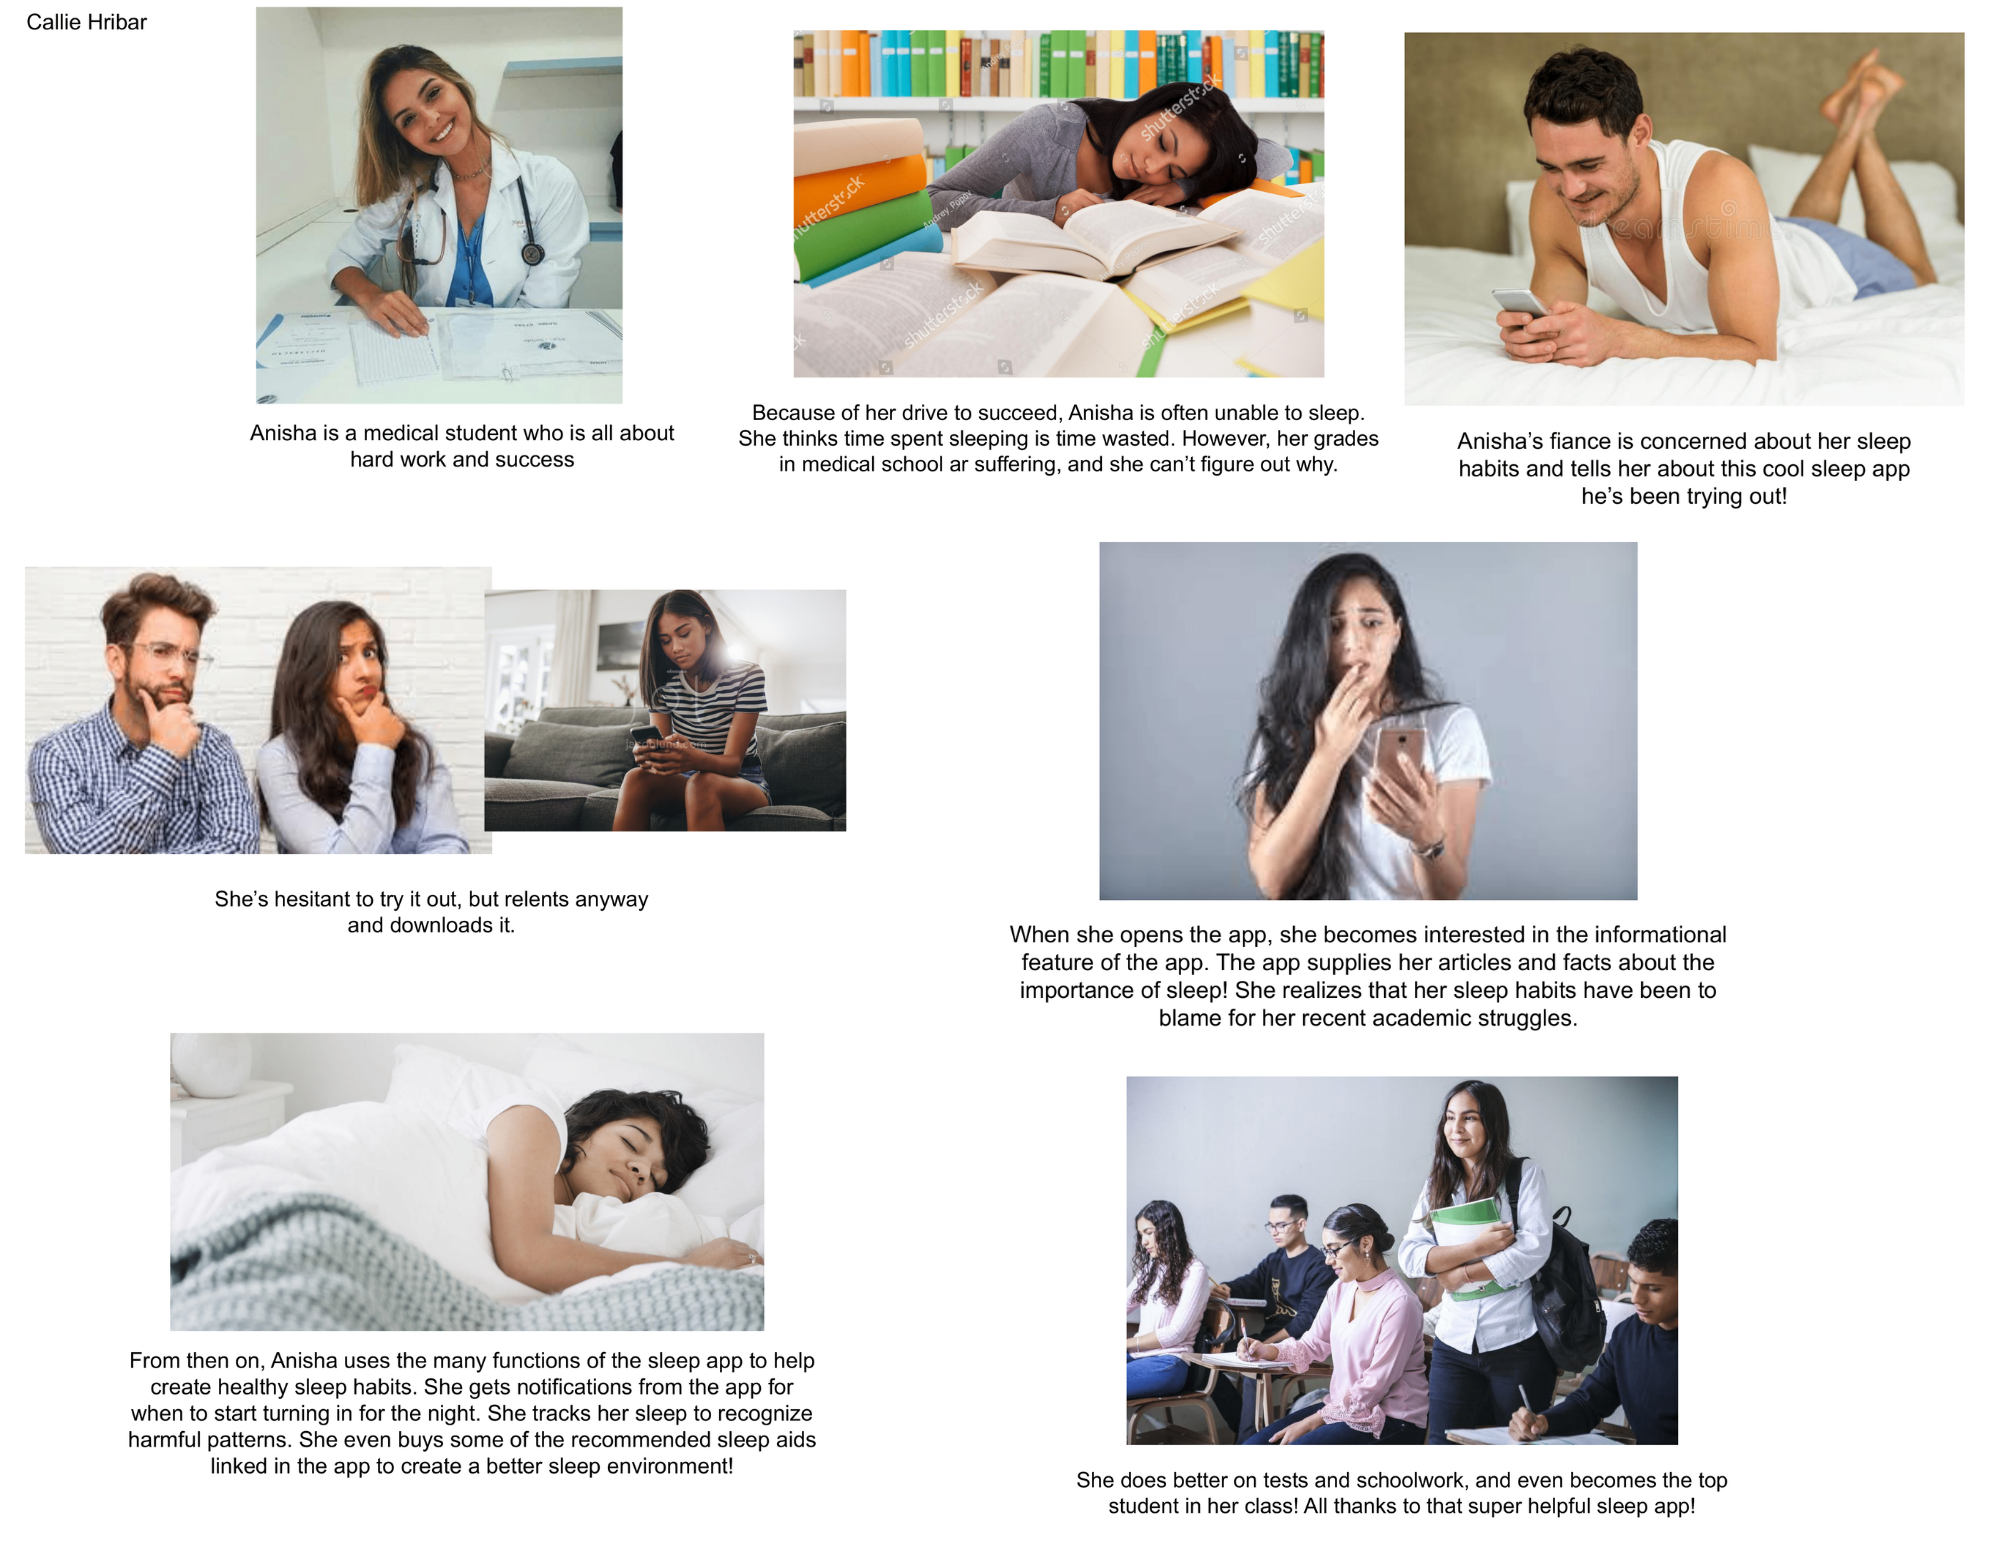 Callie Hribar
Anisha is a medical student who is all about
hard work and success
Because of her drive to succeed, Anisha is often unable to sleep.
She thinks time spent sleeping is time wasted. However, her grades
in medical school ar suffering, and she can’t figure out why.
Anisha’s fiance is concerned about her sleep
habits and tells her about this cool sleep app
he’s been trying out!
She’s hesitant to try it out, but relents anyway
and downloads it.
When she opens the app, she becomes interested in the informational
feature of the app. The app supplies her articles and facts about the
importance of sleep! She realizes that her sleep habits have been to
blame for her recent academic struggles.
From then on, Anisha uses the many functions of the sleep app to help
create healthy sleep habits. She gets notifications from the app for
when to start turning in for the night. She tracks her sleep to recognize
harmful patterns. She even buys some of the recommended sleep aids
linked in the app to create a better sleep environment!
She does better on tests and schoolwork, and even becomes the top
student in her class! All thanks to that super helpful sleep app!
shutterstock
shutterstock
shutterstock
shutterstock
shutterstock
dreamstime